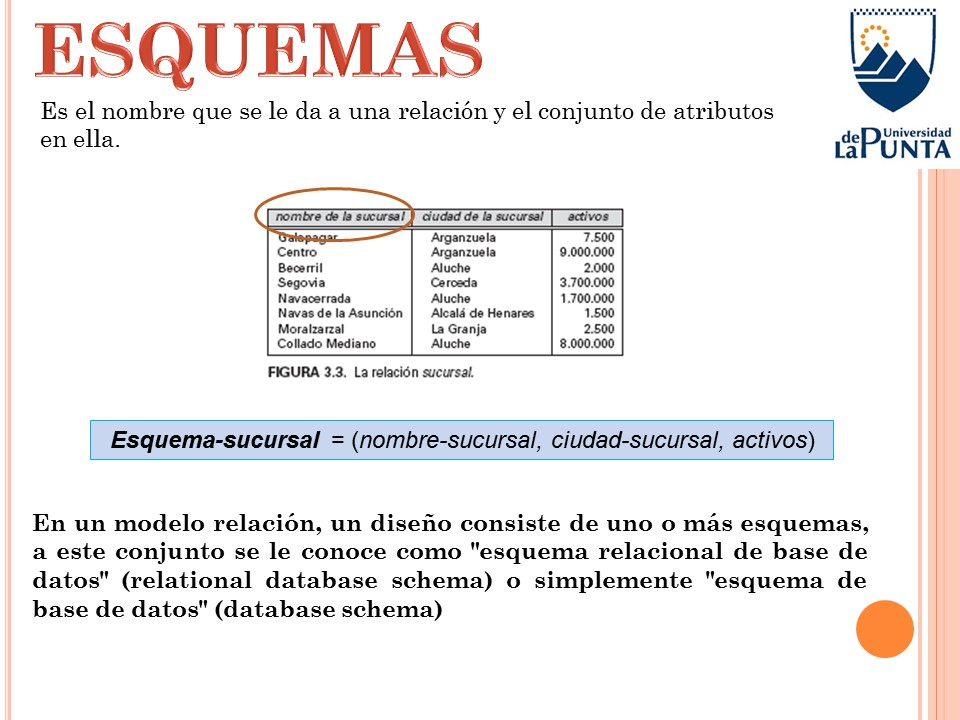 ESQUEMAS
Es el nombre que se le da a una relación y el conjunto de atributos
en ella.
Universidad
de LaPUNTA
nombre de la sucursal ciudad de la sucursal activos
Galapagar Arganzuela 7.500
Centro Arganzuela 9.000.000
Becerril Aluche 2.000
Segovia Cerceda 3.700.000
Navacerrada Aluche 1.700.000
Navas de la Asunción Alcalá de Henares 1.500
Moralzarzal La Granja 2.500
Collado Mediano Aluche 8.000.000
FIGURA 3.3. La relación sucursal.
Esquema-sucursal = (nombre-sucursal, ciudad-sucursal, activos)
En un modelo relación, un diseño consiste de uno o más esquemas,
a este conjunto se le conoce como "esquema relacional de base de
datos" (relational database schema) o simplemente "esquema de
base de datos" (database schema)